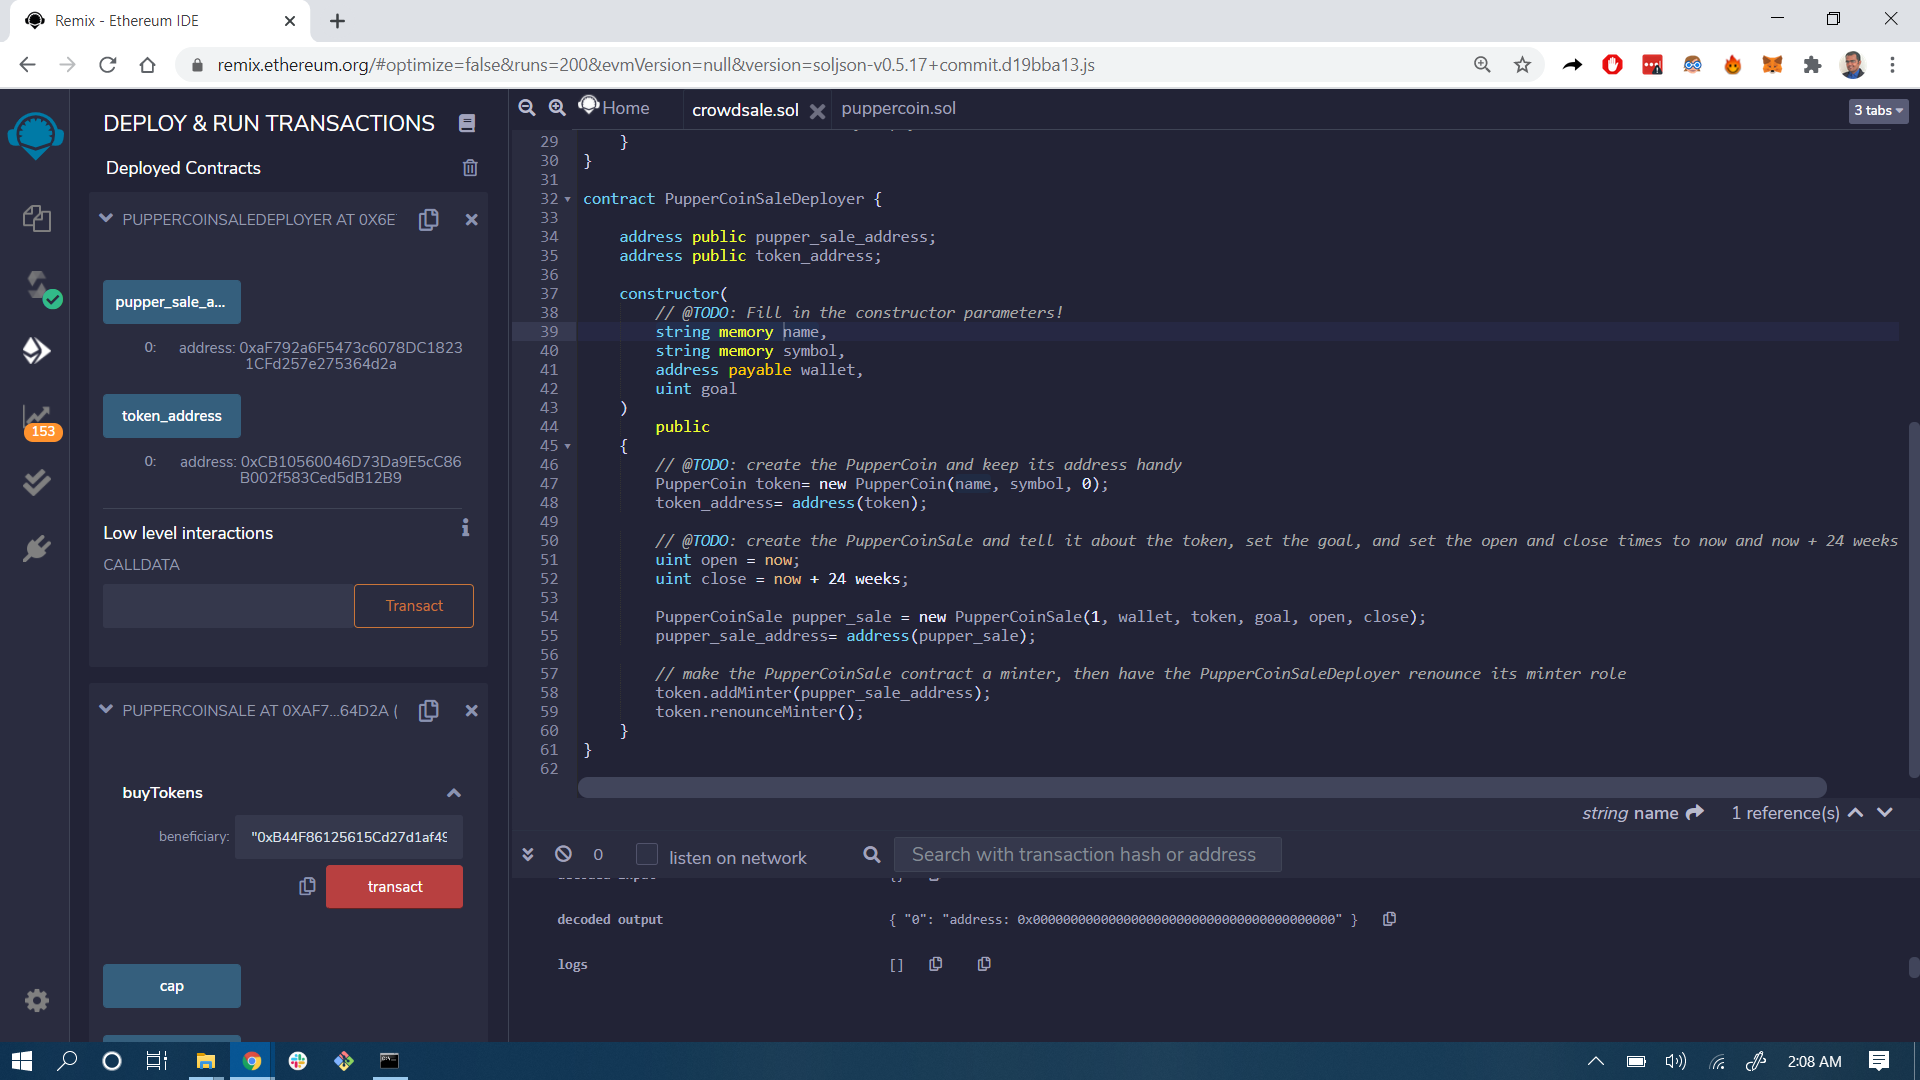 Remix - Ethereum IDE
remix.ethereum.org/#optimize=false&runs=200&evmVersion=null&version=soljson-v0.5.17+commit.d19bba13.js
DEPLOY & RUN TRANSACTIONS
Deployed Contracts
PUPPERCOINSALEDEPLOYER AT 0X6E
pupper_sale_a...
0: address: 0xaF792a6F5473c6078DC1823
1CFd257e275364d2a
token_address
0: address: 0xCB10560046D73Da9E5cC86
B002f583Ced5dB12B9
Low level interactions
CALLDATA
Transact
PUPPERCOINSALE AT 0XAF7...64D2A (
buyTokens
beneficiary: "0xB44F86125615Cd27d1af49
transact
cap
153
Home
crowdsale.sol
puppercoin.sol
3 tabs
29 }
30 }
31
32 contract PupperCoinSaleDeployer {
33
34 address public pupper_sale_address;
35 address public token_address;
36
37 constructor(
38 // @TODO: Fill in the constructor parameters!
39 string memory name,
40 string memory symbol,
41 address payable wallet,
42 uint goal
43 )
44 public
45 {
46 // @TODO: create the PupperCoin and keep its address handy
47 PupperCoin token= new PupperCoin(name, symbol, 0);
48 token_address= address(token);
49
50 // @TODO: create the PupperCoinSale and tell it about the token, set the goal, and set the open and close times to now and now + 24 weeks
51 uint open = now;
52 uint close = now + 24 weeks;
53
54 PupperCoinSale pupper_sale = new PupperCoinSale(1, wallet, token, goal, open, close);
55 pupper_sale_address= address(pupper_sale);
56
57 // make the PupperCoinSale contract a minter, then have the PupperCoinSaleDeployer renounce its minter role
58 token.addMinter(pupper_sale_address);
59 token.renounceMinter();
60 }
61 }
62
string name 1 reference(s)
0 listen on network Search with transaction hash or address
decoded output { "0": "address: 0x0000000000000000000000000000000000000000" }
logs []
2:08 AM